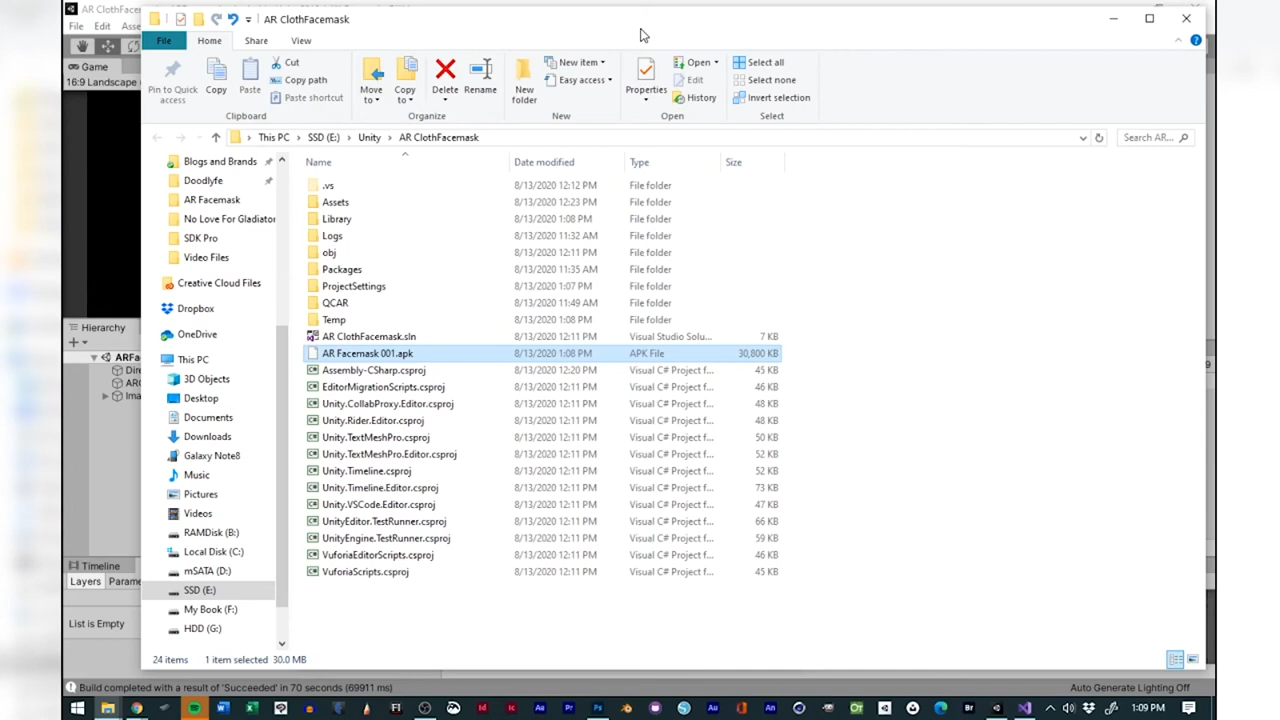 AR ClothFacemask
AR ClothFacemask
File Edit Asse
File Home Share View
Game
16:9 Landscape
Pin to Quick access
Copy
Paste
Cut
Copy path
Paste shortcut
Move to
Copy to
Delete
Rename
New folder
New item
Easy access
Properties
Open
Edit
History
Select all
Select none
Invert selection
Clipboard Organize New Open Select
This PC > SSD (E:) > Unity > AR ClothFacemask
Search AR...
Blogs and Brands
Doodlyfe
AR Facemask
No Love For Gladiator
SDK Pro
Video Files
Creative Cloud Files
Dropbox
OneDrive
This PC
3D Objects
Desktop
Documents
Downloads
Galaxy Note8
Music
Pictures
Videos
RAMDisk (B:)
Local Disk (C:)
mSATA (D:)
SSD (E:)
My Book (F:)
HDD (G:)
Name Date modified Type Size
.vs 8/13/2020 12:12 PM File folder
Assets 8/13/2020 12:23 PM File folder
Library 8/13/2020 1:08 PM File folder
Logs 8/13/2020 11:32 AM File folder
obj 8/13/2020 12:11 PM File folder
Packages 8/13/2020 11:35 AM File folder
ProjectSettings 8/13/2020 1:07 PM File folder
QCAR 8/13/2020 11:49 AM File folder
Temp 8/13/2020 1:08 PM File folder
AR ClothFacemask.sln 8/13/2020 12:11 PM Visual Studio Solu... 7 KB
AR Facemask 001.apk 8/13/2020 1:08 PM APK File 30,800 KB
Assembly-CSharp.csproj 8/13/2020 12:20 PM Visual C# Project f... 45 KB
EditorMigrationScripts.csproj 8/13/2020 12:11 PM Visual C# Project f... 46 KB
Unity.CollabProxy.Editor.csproj 8/13/2020 12:11 PM Visual C# Project f... 48 KB
Unity.Rider.Editor.csproj 8/13/2020 12:11 PM Visual C# Project f... 48 KB
Unity.TextMeshPro.csproj 8/13/2020 12:11 PM Visual C# Project f... 50 KB
Unity.TextMeshPro.Editor.csproj 8/13/2020 12:11 PM Visual C# Project f... 52 KB
Unity.Timeline.csproj 8/13/2020 12:11 PM Visual C# Project f... 52 KB
Unity.Timeline.Editor.csproj 8/13/2020 12:11 PM Visual C# Project f... 73 KB
Unity.VSCode.Editor.csproj 8/13/2020 12:11 PM Visual C# Project f... 47 KB
UnityEditor.TestRunner.csproj 8/13/2020 12:11 PM Visual C# Project f... 66 KB
UnityEngine.TestRunner.csproj 8/13/2020 12:11 PM Visual C# Project f... 59 KB
VuforiaEditorScripts.csproj 8/13/2020 12:11 PM Visual C# Project f... 46 KB
VuforiaScripts.csproj 8/13/2020 12:11 PM Visual C# Project f... 45 KB
Hierarchy
ARFa
Dire
ARC
Ima
Timeline
Layers Parame
List is Empty
24 items 1 item selected 30.0 MB
Build completed with a result of 'Succeeded' in 70 seconds (69911 ms)
Auto Generate Lighting Off
1:09 PM